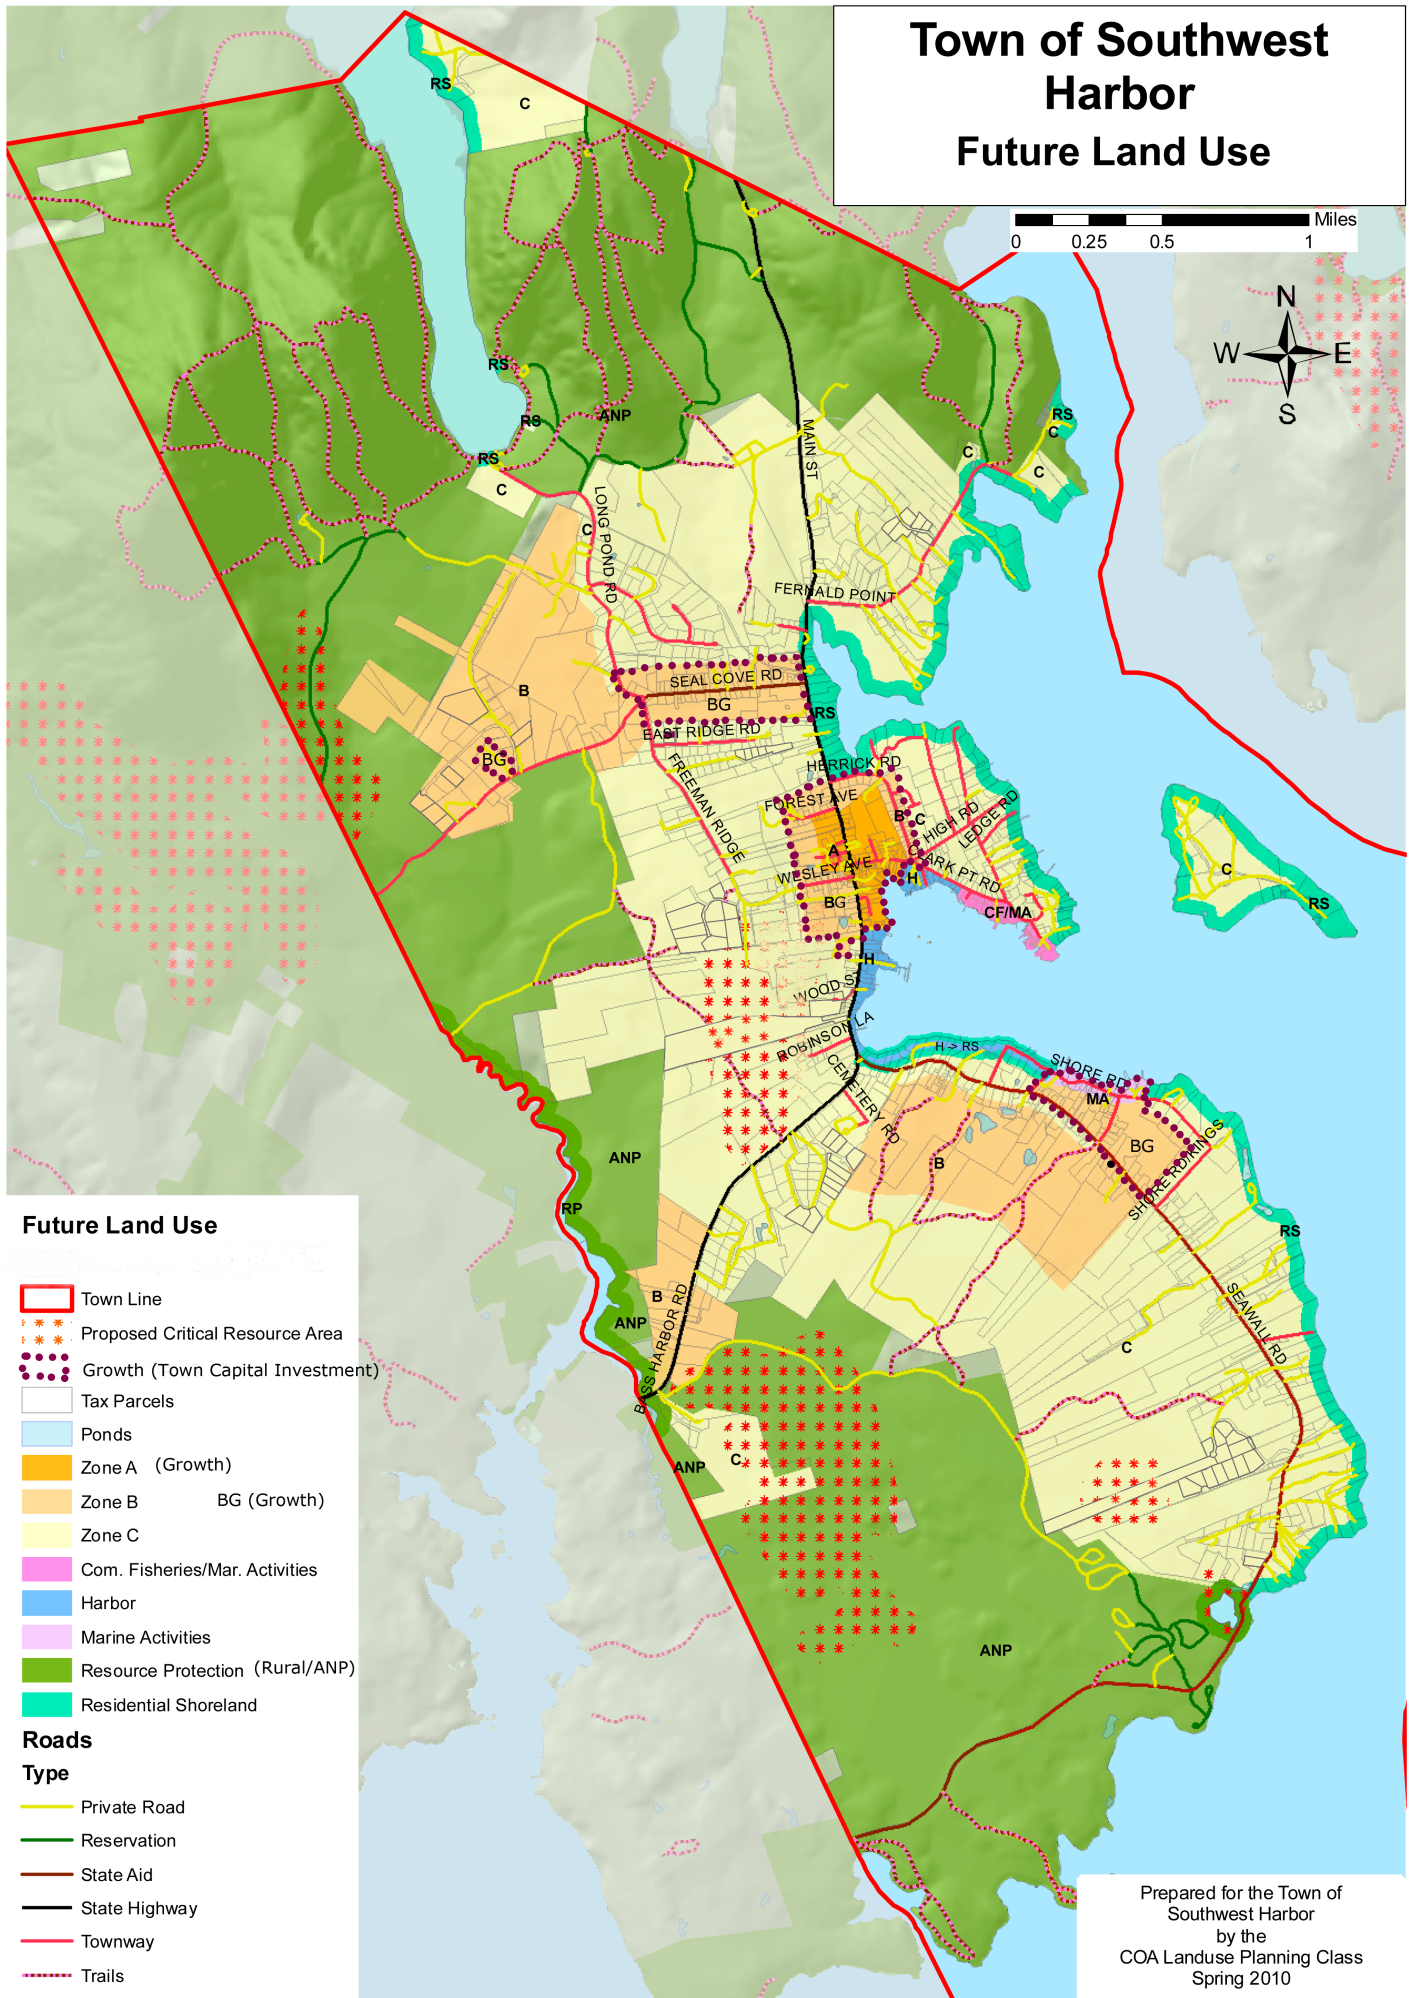 Town of Southwest
Harbor
Future Land Use
Miles
0 0.25 0.5 1
N
W E
S
RS
C
RS
RS
ANP
RS
C
C
MAIN ST
LONG POND RD
C
RS
C
C
FERNALD POINT
SEAL COVE RD
BG
EAST RIDGE RD
B
BG
RS
HERRICK RD
FOREST AVE
FREEMAN RIDGE
B
C
HIGH RD
LEDGE RD
A
WESLEY AVE
CLARK PT RD
H
BG
CF/MA
C
RS
H
WOOD ST
ROBINSON LA
H -> RS
CEMETERY RD
SHORE RD
MA
BG
SHORE RD/KINGS
B
ANP
RP
RS
B
ANP
BASS HARBOR RD
SEAWALL RD
C
ANP
C
ANP
Future Land Use
Town Line
Proposed Critical Resource Area
Growth (Town Capital Investment)
Tax Parcels
Ponds
Zone A (Growth)
Zone B BG (Growth)
Zone C
Com. Fisheries/Mar. Activities
Harbor
Marine Activities
Resource Protection (Rural/ANP)
Residential Shoreland
Roads
Type
Private Road
Reservation
State Aid
State Highway
Townway
Trails
Prepared for the Town of
Southwest Harbor
by the
COA Landuse Planning Class
Spring 2010